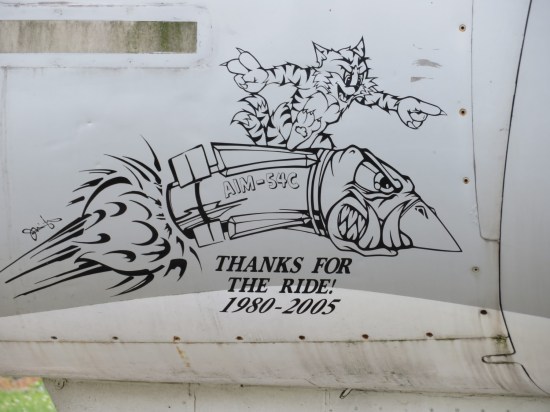 AIM-54C
THANKS FOR
THE RIDE!
1980-2005